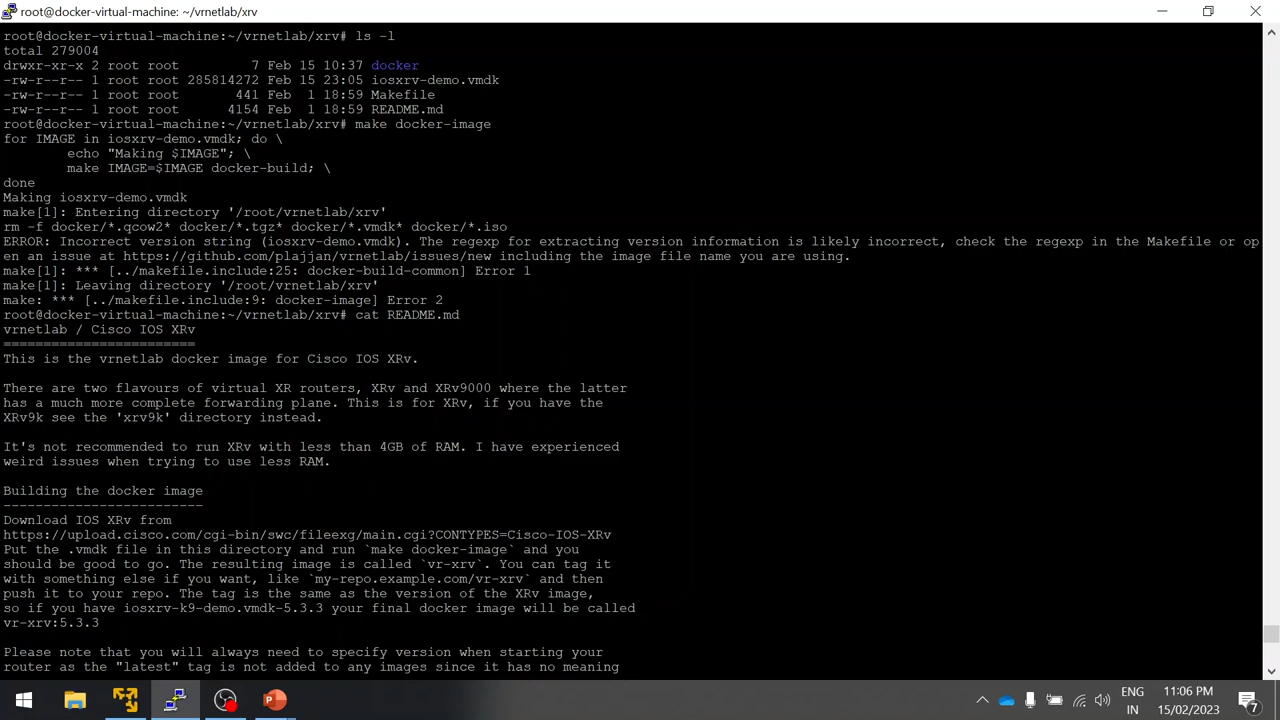 root@docker-virtual-machine: ~/vrnetlab/xrv
root@docker-virtual-machine:~/vrnetlab/xrv# ls -l
total 279004
drwxr-xr-x 2 root root         7 Feb 15 10:37 docker
-rw-r--r-- 1 root root 285814272 Feb 15 23:05 iosxrv-demo.vmdk
-rw-r--r-- 1 root root       441 Feb  1 18:59 Makefile
-rw-r--r-- 1 root root      4154 Feb  1 18:59 README.md
root@docker-virtual-machine:~/vrnetlab/xrv# make docker-image
for IMAGE in iosxrv-demo.vmdk; do \
        echo "Making $IMAGE"; \
        make IMAGE=$IMAGE docker-build; \
done
Making iosxrv-demo.vmdk
make[1]: Entering directory '/root/vrnetlab/xrv'
rm -f docker/*.qcow2* docker/*.tgz* docker/*.vmdk* docker/*.iso
ERROR: Incorrect version string (iosxrv-demo.vmdk). The regexp for extracting version information is likely incorrect, check the regexp in the Makefile or op
en an issue at https://github.com/plajjan/vrnetlab/issues/new including the image file name you are using.
make[1]: *** [../makefile.include:25: docker-build-common] Error 1
make[1]: Leaving directory '/root/vrnetlab/xrv'
make: *** [../makefile.include:9: docker-image] Error 2
root@docker-virtual-machine:~/vrnetlab/xrv# cat README.md
vrnetlab / Cisco IOS XRv
========================
This is the vrnetlab docker image for Cisco IOS XRv.
There are two flavours of virtual XR routers, XRv and XRv9000 where the latter
has a much more complete forwarding plane. This is for XRv, if you have the
XRv9k see the 'xrv9k' directory instead.
It's not recommended to run XRv with less than 4GB of RAM. I have experienced
weird issues when trying to use less RAM.
Building the docker image
-------------------------
Download IOS XRv from
https://upload.cisco.com/cgi-bin/swc/fileexg/main.cgi?CONTYPES=Cisco-IOS-XRv
Put the .vmdk file in this directory and run `make docker-image` and you
should be good to go. The resulting image is called `vr-xrv`. You can tag it
with something else if you want, like `my-repo.example.com/vr-xrv` and then
push it to your repo. The tag is the same as the version of the XRv image,
so if you have iosxrv-k9-demo.vmdk-5.3.3 your final docker image will be called
vr-xrv:5.3.3
Please note that you will always need to specify version when starting your
router as the "latest" tag is not added to any images since it has no meaning
ENG
IN
11:06 PM
15/02/2023
7